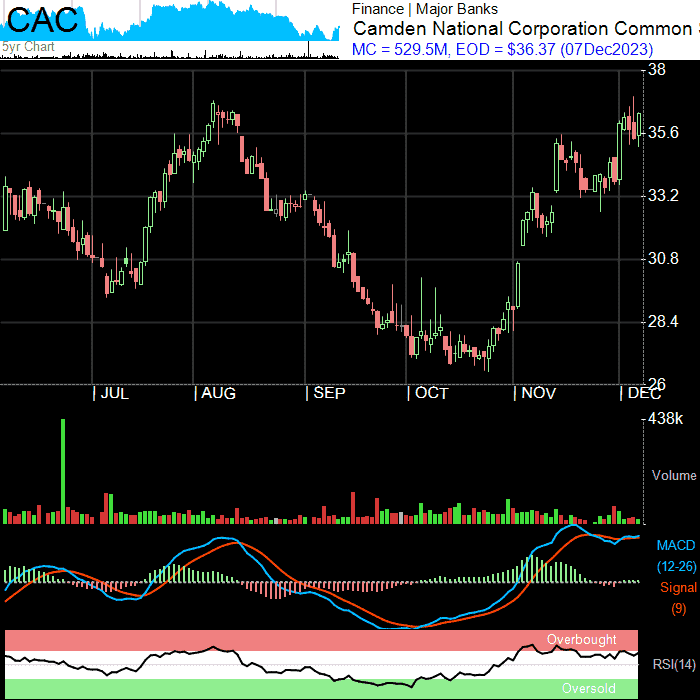 CAC
5yr Chart
Finance | Major Banks
Camden National Corporation Common
MC = 529.5M, EOD = $36.37 (07Dec2023)
38
35.6
33.2
30.8
28.4
26
| JUL | AUG | SEP | OCT | NOV | DEC
438k
Volume
MACD
(12-26)
Signal
(9)
Overbought
RSI(14)
Oversold